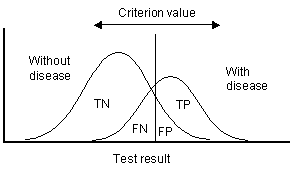 Criterion value
Without
disease
With
disease
TN
TP
FN
FP
Test result